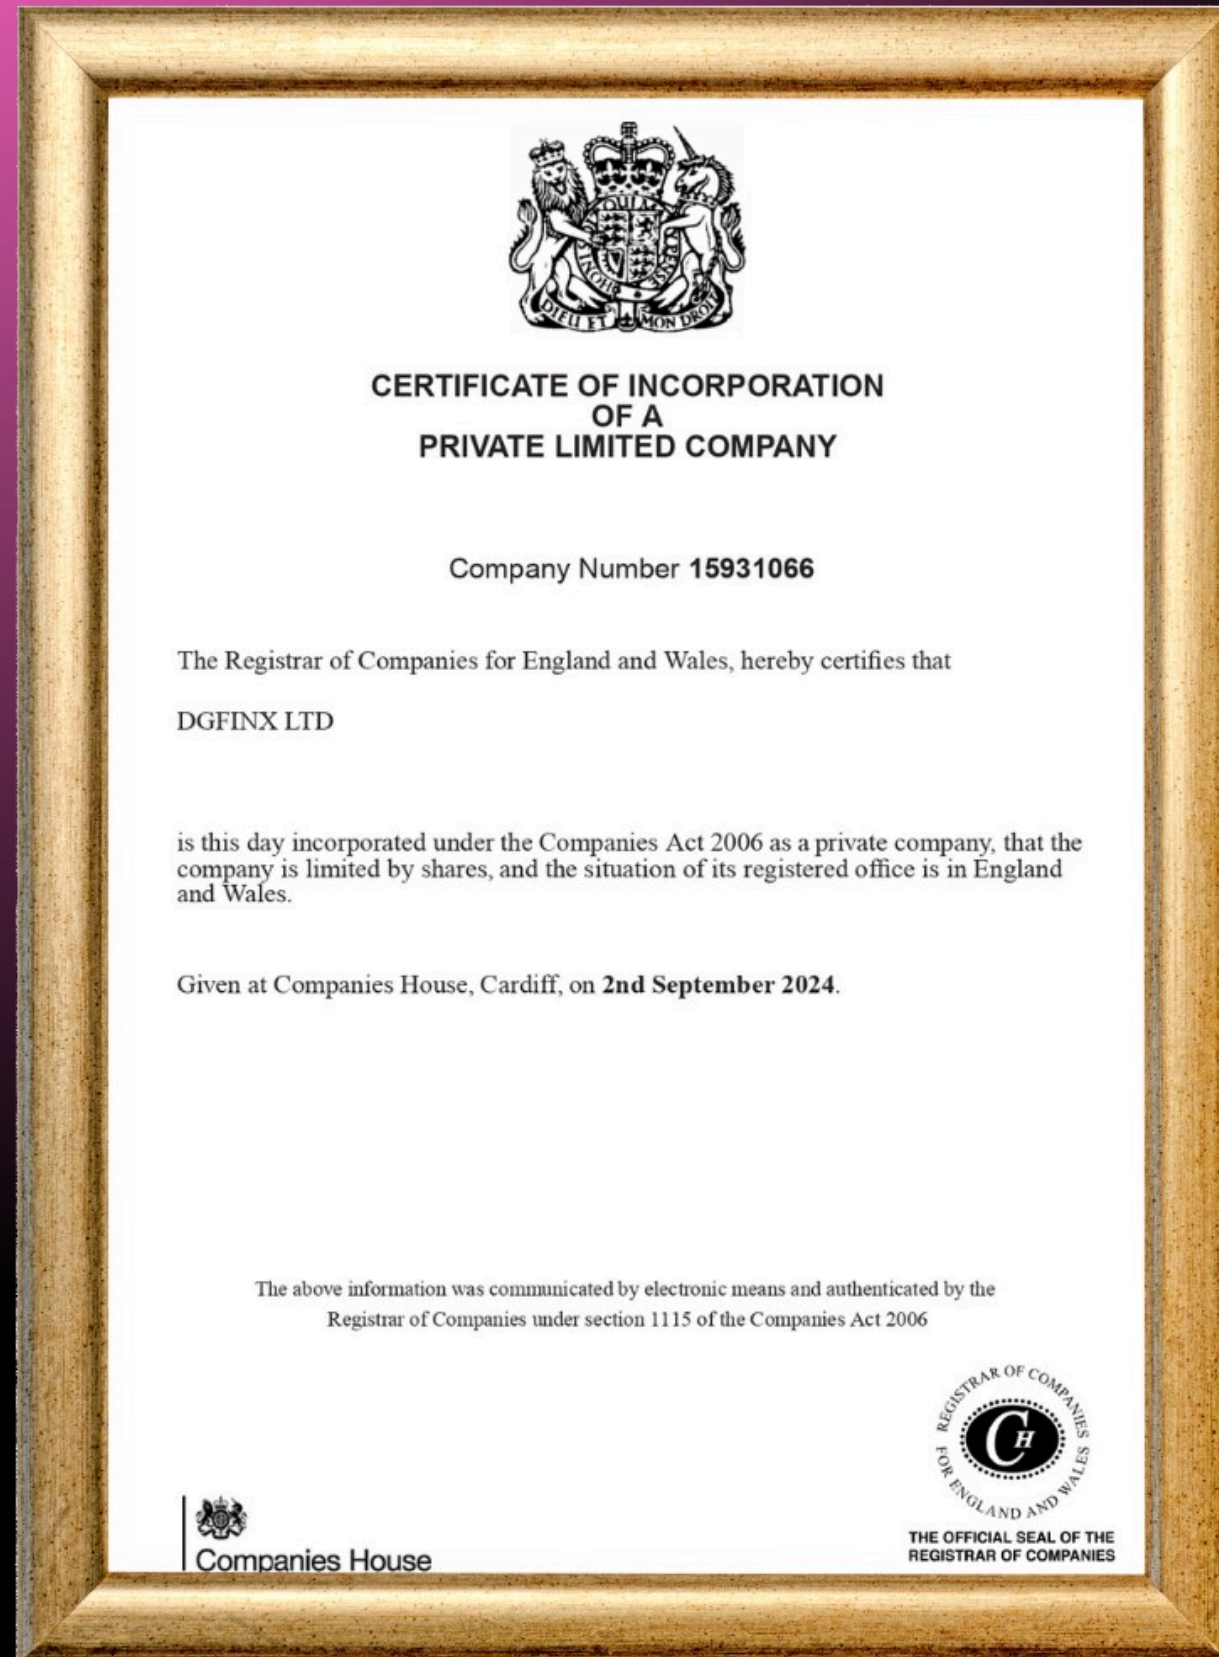 QUI
INOH
RENSE
DIEU ET MON DROIT
CERTIFICATE OF INCORPORATION
OF A
PRIVATE LIMITED COMPANY
Company Number 15931066
The Registrar of Companies for England and Wales, hereby certifies that
DGFINX LTD
is this day incorporated under the Companies Act 2006 as a private company, that the
company is limited by shares, and the situation of its registered office is in England
and Wales.
Given at Companies House, Cardiff, on 2nd September 2024.
The above information was communicated by electronic means and authenticated by the
Registrar of Companies under section 1115 of the Companies Act 2006
REGISTRAR OF COMPANIES
FOR ENGLAND AND WALES
CH
THE OFFICIAL SEAL OF THE
REGISTRAR OF COMPANIES
Companies House